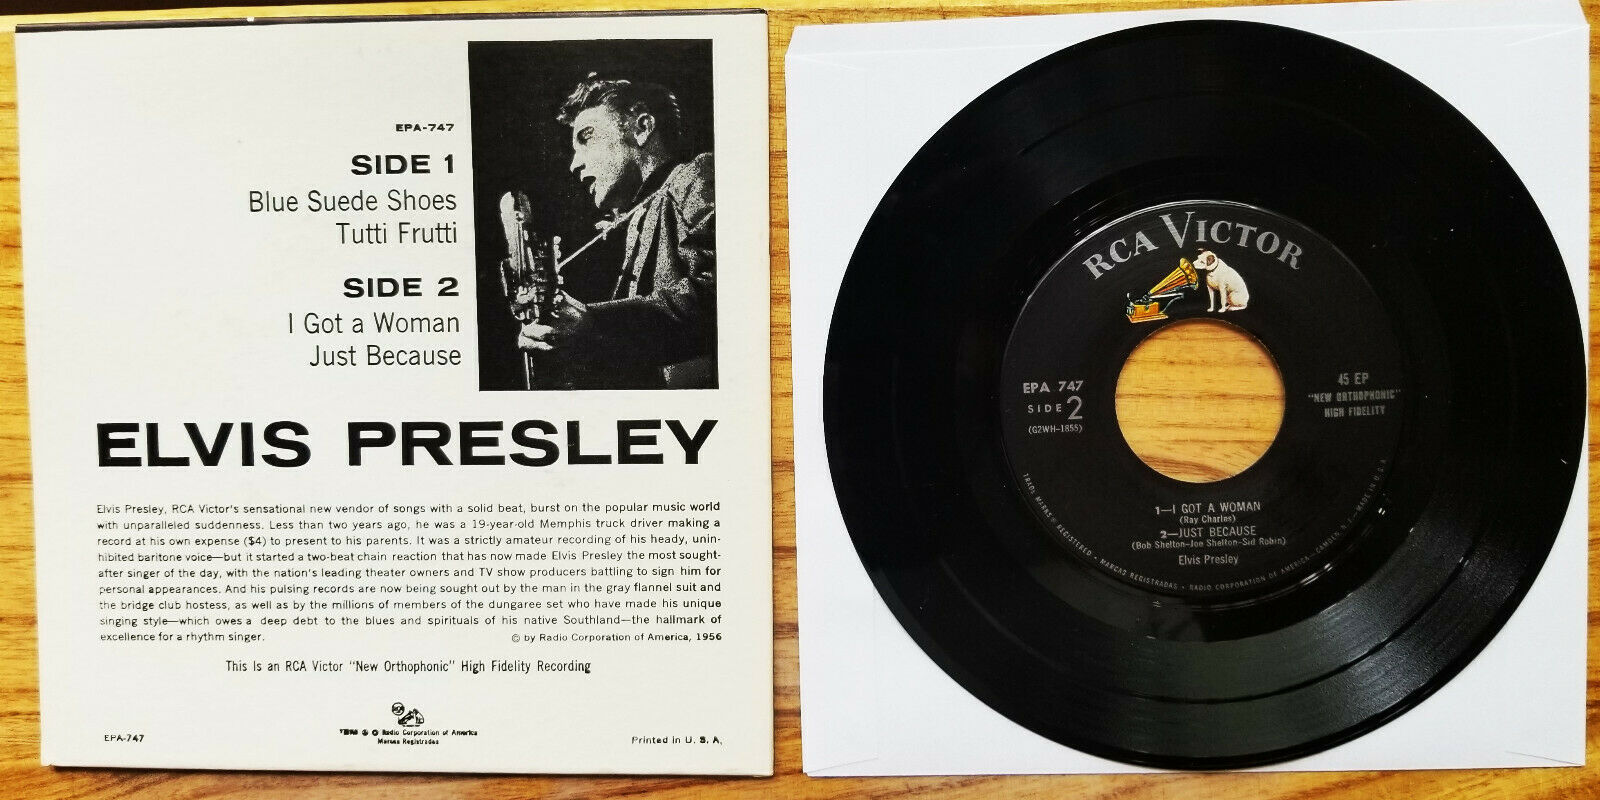 EPA-747
SIDE 1
Blue Suede Shoes
Tutti Frutti
SIDE 2
I Got a Woman
Just Because
ELVIS PRESLEY
Elvis Presley, RCA Victor's sensational new vendor of songs with a solid beat, burst on the popular music world
with unparalleled suddenness. Less than two years ago, he was a 19-year-old Memphis truck driver making a
record at his own expense ($4) to present to his parents. It was a strictly amateur recording of his heady, unin-
hibited baritone voice—but it started a two-beat chain reaction that has now made Elvis Presley the most sought-
after singer of the day, with the nation's leading theater owners and TV show producers battling to sign him for
personal appearances. And his pulsing records are now being sought out by the man in the gray flannel suit and
the bridge club hostess, as well as by the millions of members of the dungaree set who have made his unique
singing style—which owes a deep debt to the blues and spirituals of his native Southland—the hallmark of
excellence for a rhythm singer. © by Radio Corporation of America, 1956
This Is an RCA Victor "New Orthophonic" High Fidelity Recording
Radio Corporation of America
Marcas Registradas
EPA-747
Printed in U. S. A.
RCA VICTOR
EPA 747
SIDE 2
(G2WH-1855)
45 EP
"NEW ORTHOPHONIC"
HIGH FIDELITY
1—I GOT A WOMAN
(Ray Charles)
2—JUST BECAUSE
(Bob Shelton-Joe Shelton-Sid Robin)
Elvis Presley
TRADE MARKS ® REGISTERED • MARCAS REGISTRADAS • RADIO CORPORATION OF AMERICA—CAMDEN, N. J.—MADE IN U.S.A.